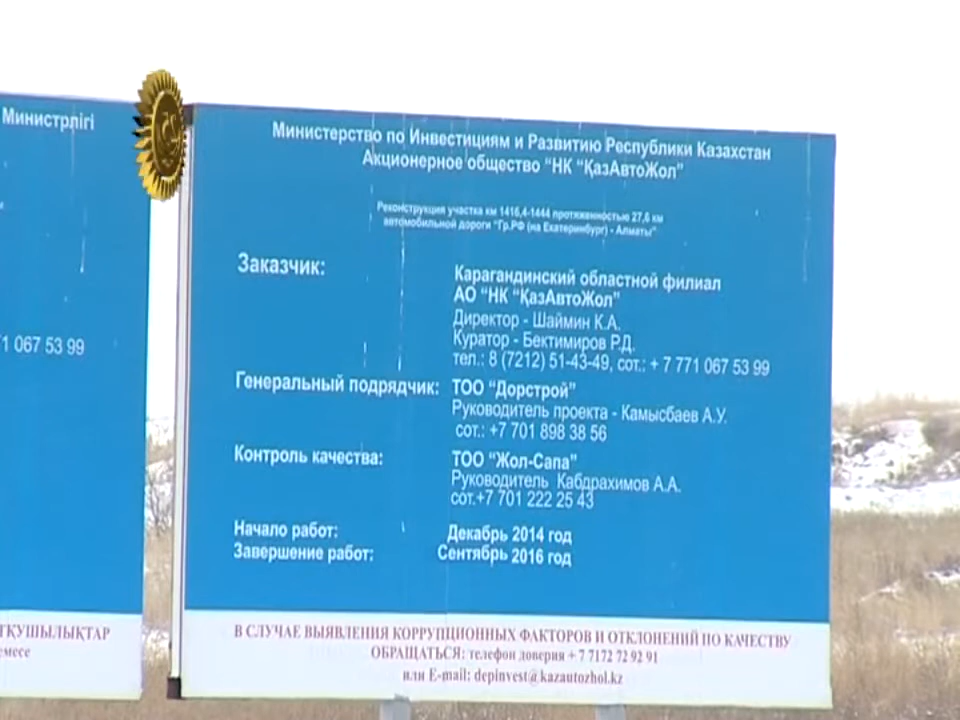 Министрлігі
067 53 99
ТҚУШЫЛЫҚТАР
емесе
Министерство по Инвестициям и Развитию Республики Казахстан
Акционерное общество "НК "ҚазАвтоЖол"
Реконструкция участка км 1416,4-1444 протяженностью 27,6 км
автомобильной дороги "Гр.РФ (на Екатеринбург) - Алматы"
Заказчик:
Карагандинский областной филиал
АО "НК "ҚазАвтоЖол"
Директор - Шаймин К.А.
Куратор - Бектимиров Р.Д.
тел.: 8 (7212) 51-43-49, сот.: + 7 771 067 53 99
Генеральный подрядчик: ТОО "Дорстрой"
Руководитель проекта - Камысбаев А.У.
сот.: +7 701 898 38 56
Контроль качества: ТОО "Жол-Сапа"
Руководитель Кабдрахимов А.А.
сот.+7 701 222 25 43
Начало работ: Декабрь 2014 год
Завершение работ: Сентябрь 2016 год
В СЛУЧАЕ ВЫЯВЛЕНИЯ КОРРУПЦИОННЫХ ФАКТОРОВ И ОТКЛОНЕНИЙ ПО КАЧЕСТВУ
ОБРАЩАТЬСЯ: телефон доверия + 7 7172 72 92 91
или E-mail: depinvest@kazautozhol.kz